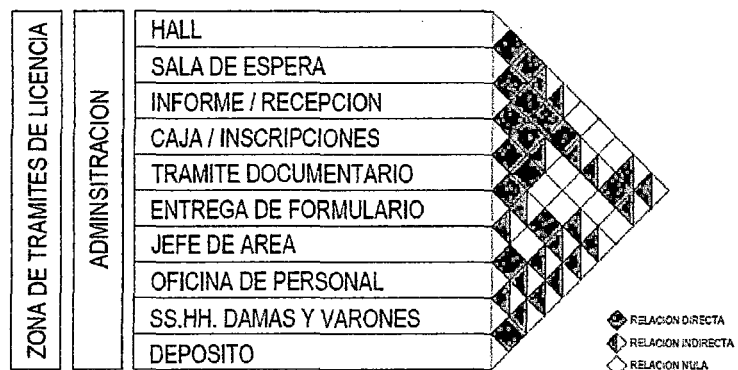 ZONA DE TRAMITES DE LICENCIA
ADMINSITRACION
HALL
SALA DE ESPERA
INFORME / RECEPCION
CAJA / INSCRIPCIONES
TRAMITE DOCUMENTARIO
ENTREGA DE FORMULARIO
JEFE DE AREA
OFICINA DE PERSONAL
SS.HH. DAMAS Y VARONES
DEPOSITO
RELACION DIRECTA
RELACION INDIRECTA
RELACION NULA